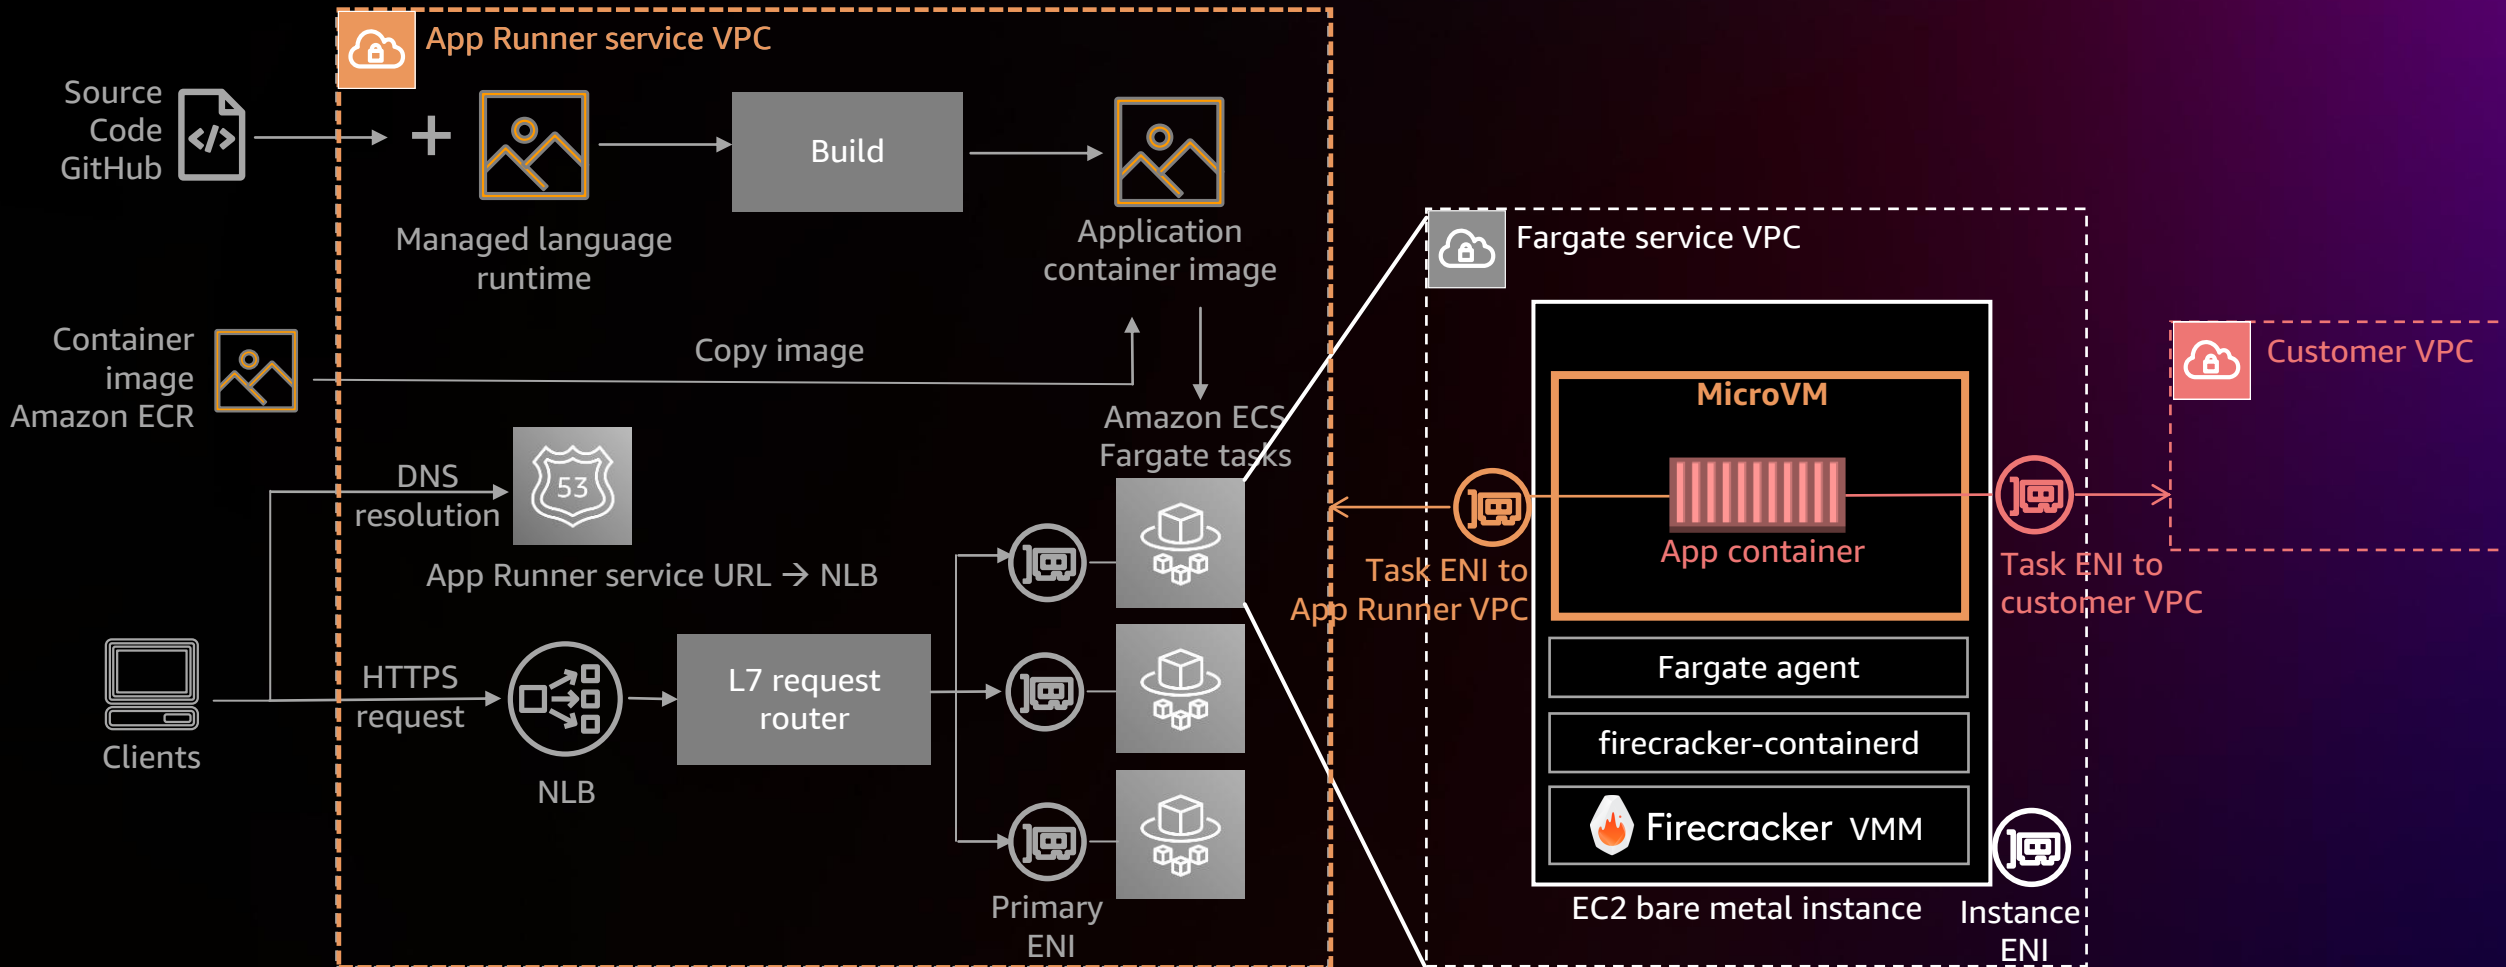 App Runner service VPC
Source
Code
GitHub
+
Build
Managed language
runtime
Application
container image
Container
image
Amazon ECR
Copy image
Amazon ECS
Fargate tasks
DNS
resolution
53
App Runner service URL → NLB
HTTPS
request
Clients
NLB
L7 request
router
Primary
ENI
Fargate service VPC
MicroVM
App container
Task ENI to
App Runner VPC
Task ENI to
customer VPC
Customer VPC
Fargate agent
firecracker-containerd
Firecracker VMM
EC2 bare metal instance
Instance
ENI